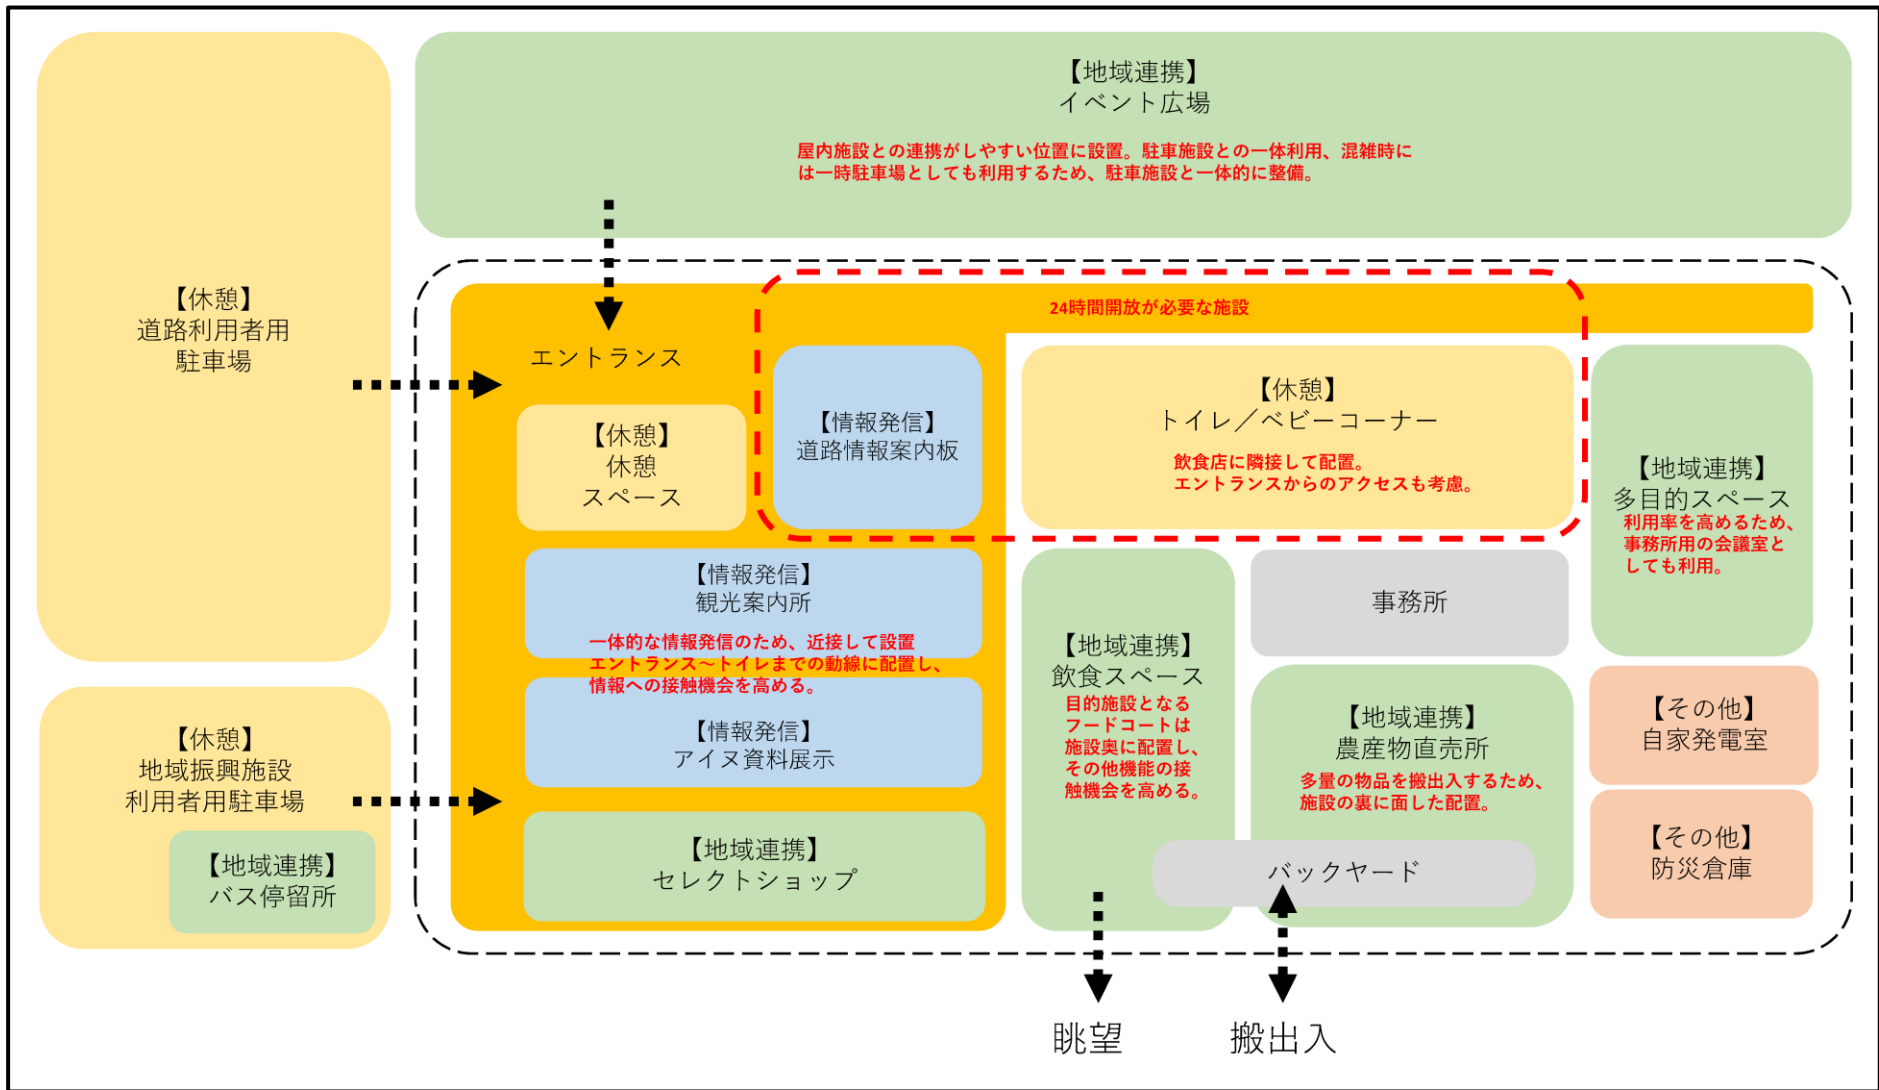 【地域連携】
イベント広場
屋内施設との連携がしやすい位置に設置。駐車施設との一体利用、混雑時に
は一時駐車場としても利用するため、駐車施設と一体的に整備。
【休憩】
道路利用者用
駐車場
24時間開放が必要な施設
エントランス
【休憩】
休憩
スペース
【情報発信】
道路情報案内板
【休憩】
トイレ／ベビーコーナー
飲食店に隣接して配置。
エントランスからのアクセスも考慮。
【地域連携】
多目的スペース
利用率を高めるため、
事務所用の会議室と
しても利用。
【情報発信】
観光案内所
一体的な情報発信のため、近接して設置
エントランス～トイレまでの動線に配置し、
情報への接触機会を高める。
【情報発信】
アイヌ資料展示
【地域連携】
セレクトショップ
【地域連携】
飲食スペース
目的施設となる
フードコートは
施設奥に配置し、
その他機能の接
触機会を高める。
事務所
【地域連携】
農産物直売所
多量の物品を搬出入するため、
施設の裏に面した配置。
バックヤード
【その他】
自家発電室
【その他】
防災倉庫
【休憩】
地域振興施設
利用者用駐車場
【地域連携】
バス停留所
眺望
搬出入